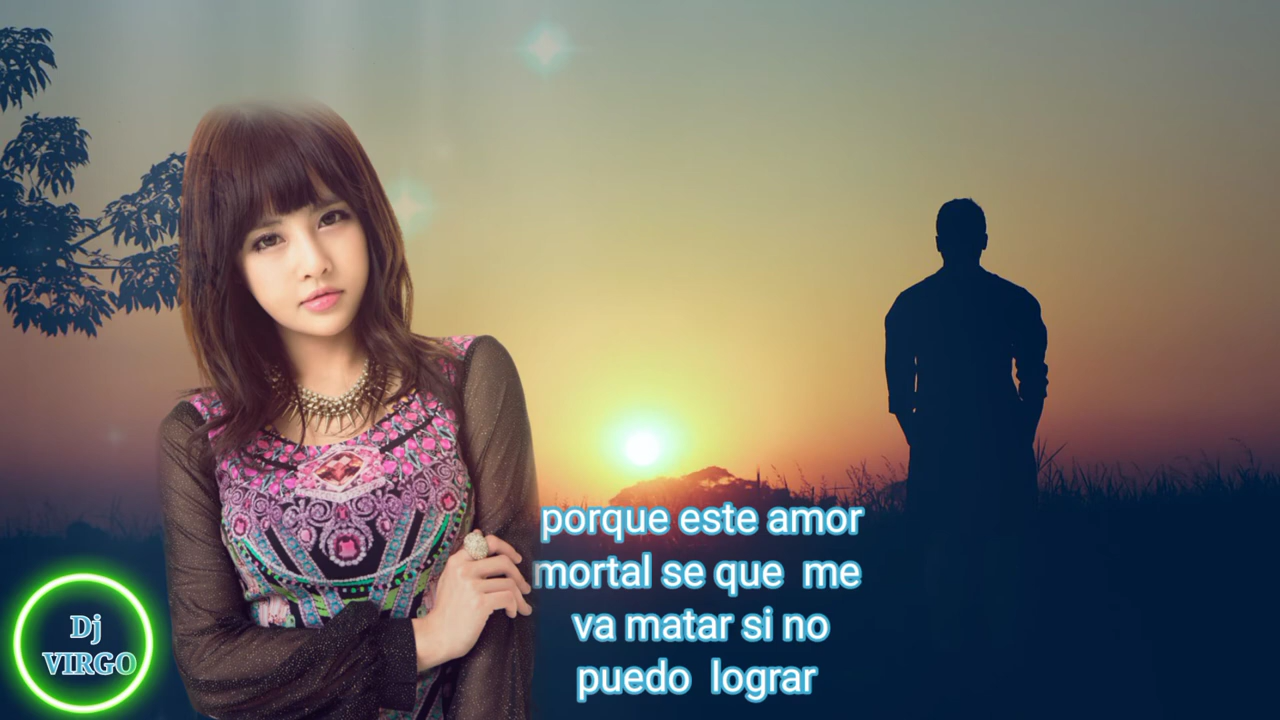 porque este amor
mortal se que me
va matar si no
puedo lograr
Dj
VIRGO